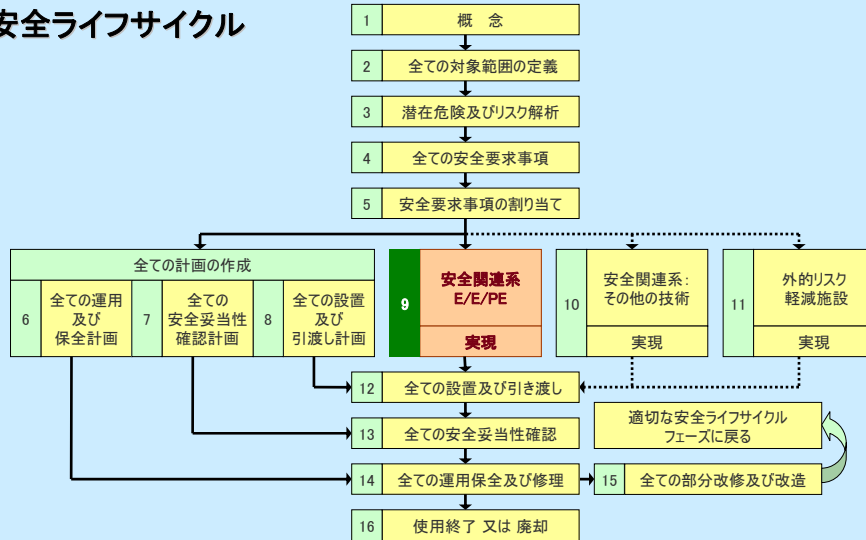 安全ライフサイクル
1 概 念
2 全ての対象範囲の定義
3 潜在危険及びリスク解析
4 全ての安全要求事項
5 安全要求事項の割り当て
全ての計画の作成
6 全ての運用
及び
保全計画
7 全ての
安全妥当性
確認計画
8 全ての設置
及び
引渡し計画
9 安全関連系
E/E/PE
実現
10 安全関連系：
その他の技術
実現
11 外的リスク
軽減施設
実現
12 全ての設置及び引き渡し
13 全ての安全妥当性確認
適切な安全ライフサイクル
フェーズに戻る
14 全ての運用保全及び修理
15 全ての部分改修及び改造
16 使用終了 又は 廃却